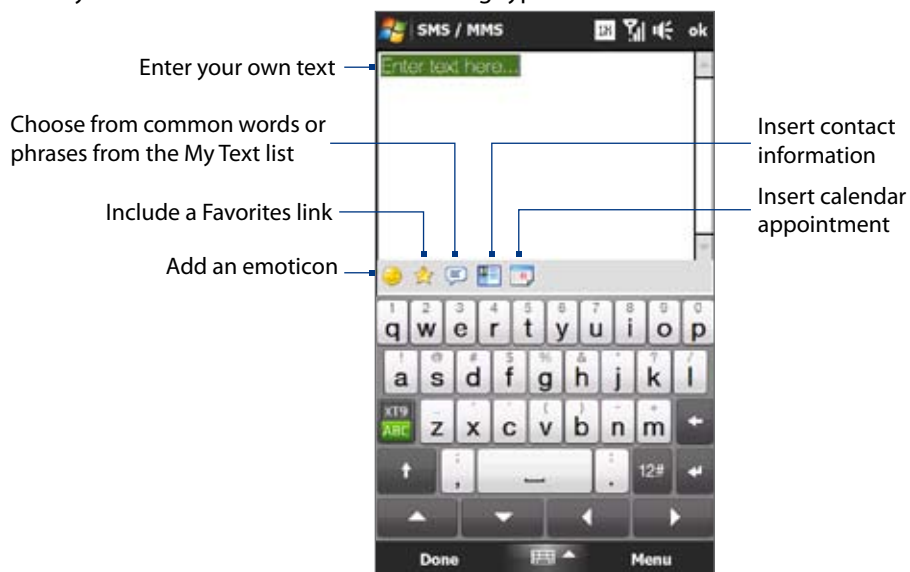 SMS / MMS
ok
Enter your own text
Enter text here...
Choose from common words or
phrases from the My Text list
Insert contact
information
Include a Favorites link
Insert calendar
appointment
Add an emoticon
1 2 3 4 5 6 7 8 9 0
q w e r t y u i o p
! @ # $ % & ' ? /
a s d f g h j k l
XT9
ABC
z x c v b n m
, . 12#
Done
Menu